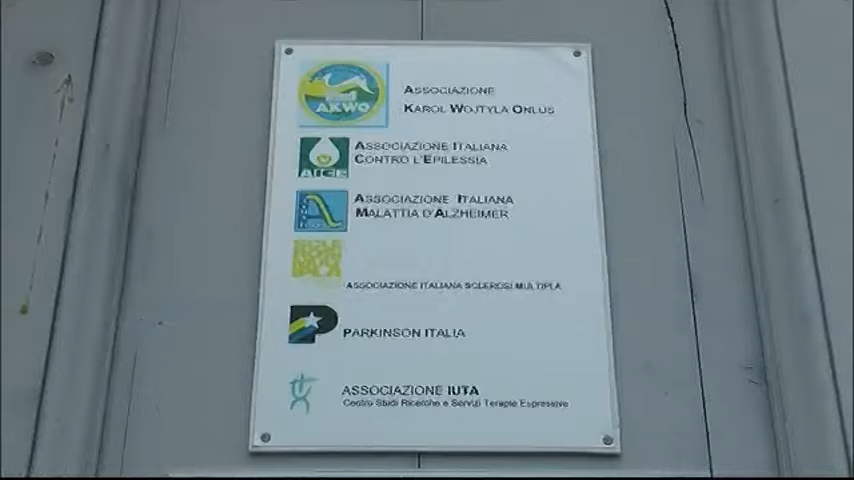 AKWO
ASSOCIAZIONE
KAROL WOJTYLA ONLUS
AICE
ASSOCIAZIONE ITALIANA
CONTRO L'EPILESSIA
ASSOCIAZIONE ITALIANA
MALATTIA D'ALZHEIMER
ASSOCIAZIONE ITALIANA SCLEROSI MULTIPLA
PARKINSON ITALIA
ASSOCIAZIONE IUTA
Centro Studi Ricerche e Servizi Terapie Espressive